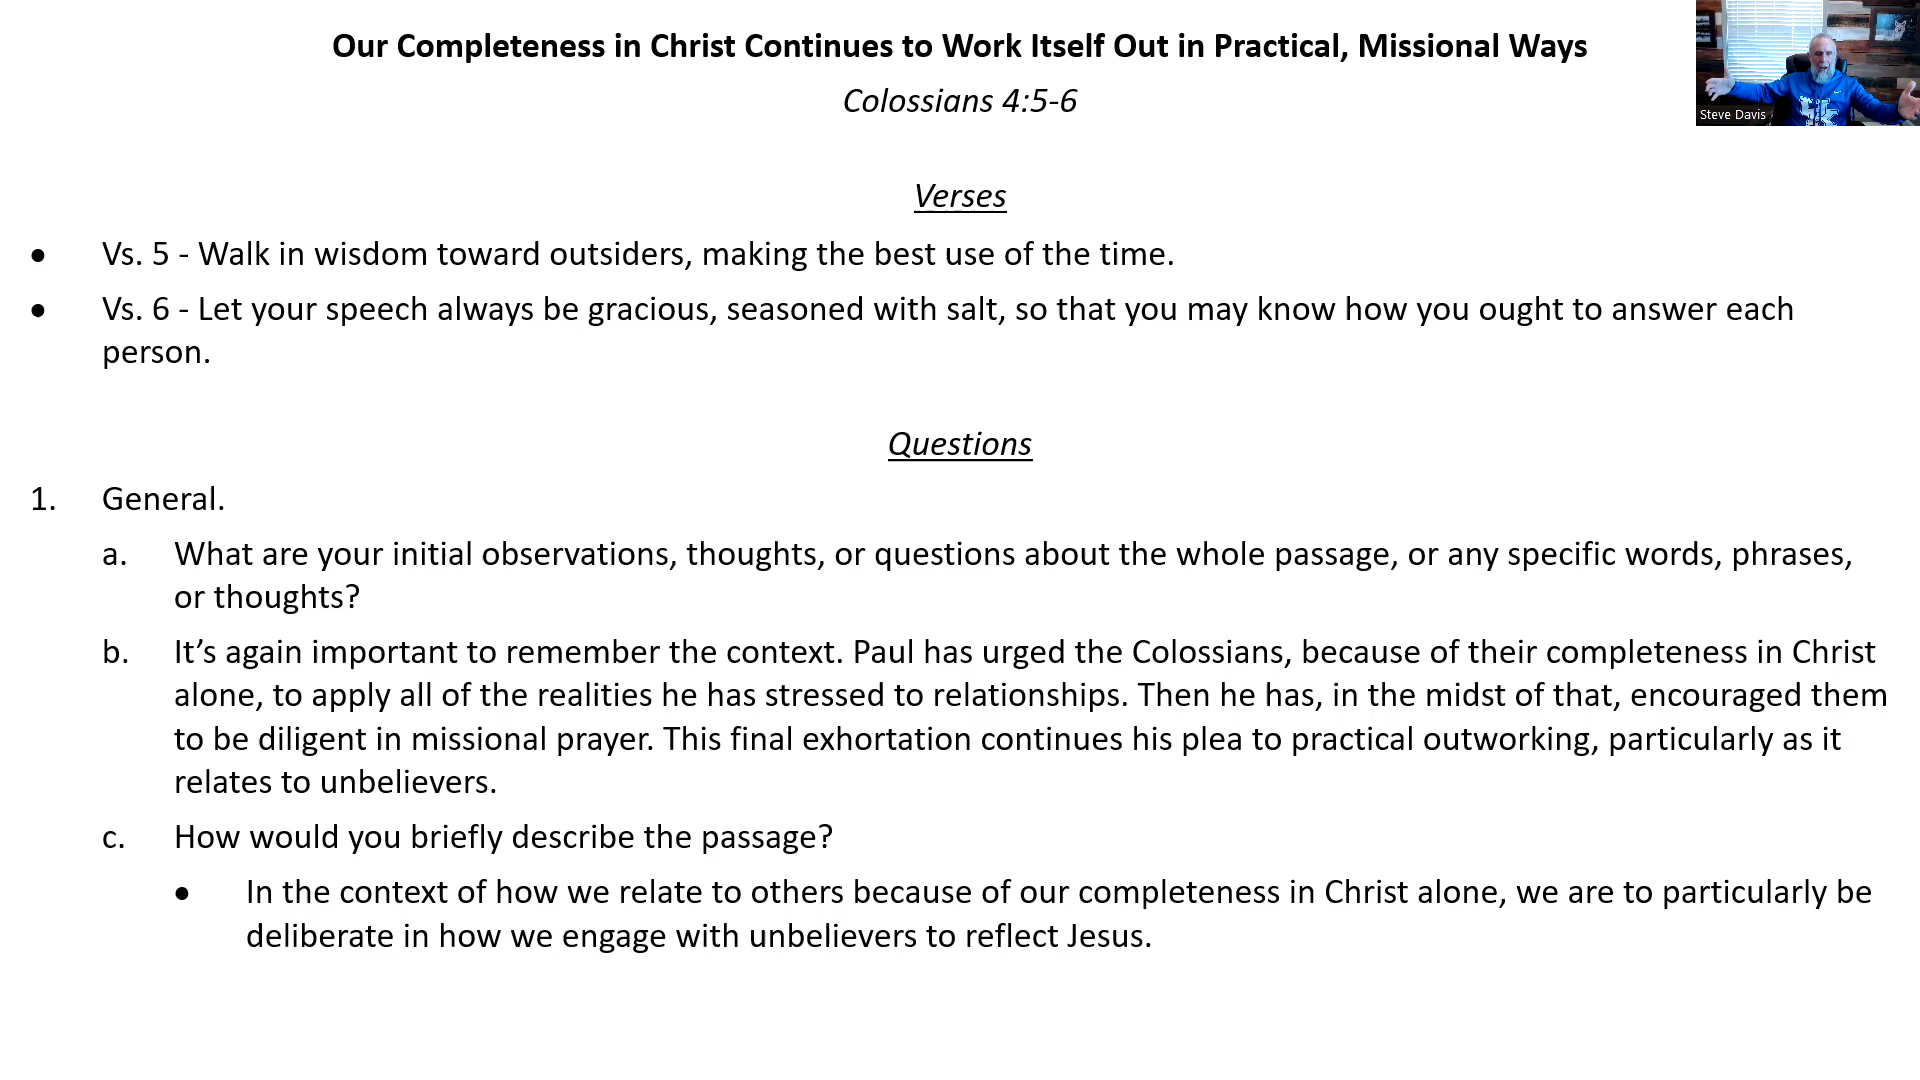 Our Completeness in Christ Continues to Work Itself Out in Practical, Missional Ways
Colossians 4:5-6
Steve Davis
Verses
• Vs. 5 - Walk in wisdom toward outsiders, making the best use of the time.
• Vs. 6 - Let your speech always be gracious, seasoned with salt, so that you may know how you ought to answer each
person.
Questions
1. General.
a. What are your initial observations, thoughts, or questions about the whole passage, or any specific words, phrases,
or thoughts?
b. It’s again important to remember the context. Paul has urged the Colossians, because of their completeness in Christ
alone, to apply all of the realities he has stressed to relationships. Then he has, in the midst of that, encouraged them
to be diligent in missional prayer. This final exhortation continues his plea to practical outworking, particularly as it
relates to unbelievers.
c. How would you briefly describe the passage?
• In the context of how we relate to others because of our completeness in Christ alone, we are to particularly be
deliberate in how we engage with unbelievers to reflect Jesus.